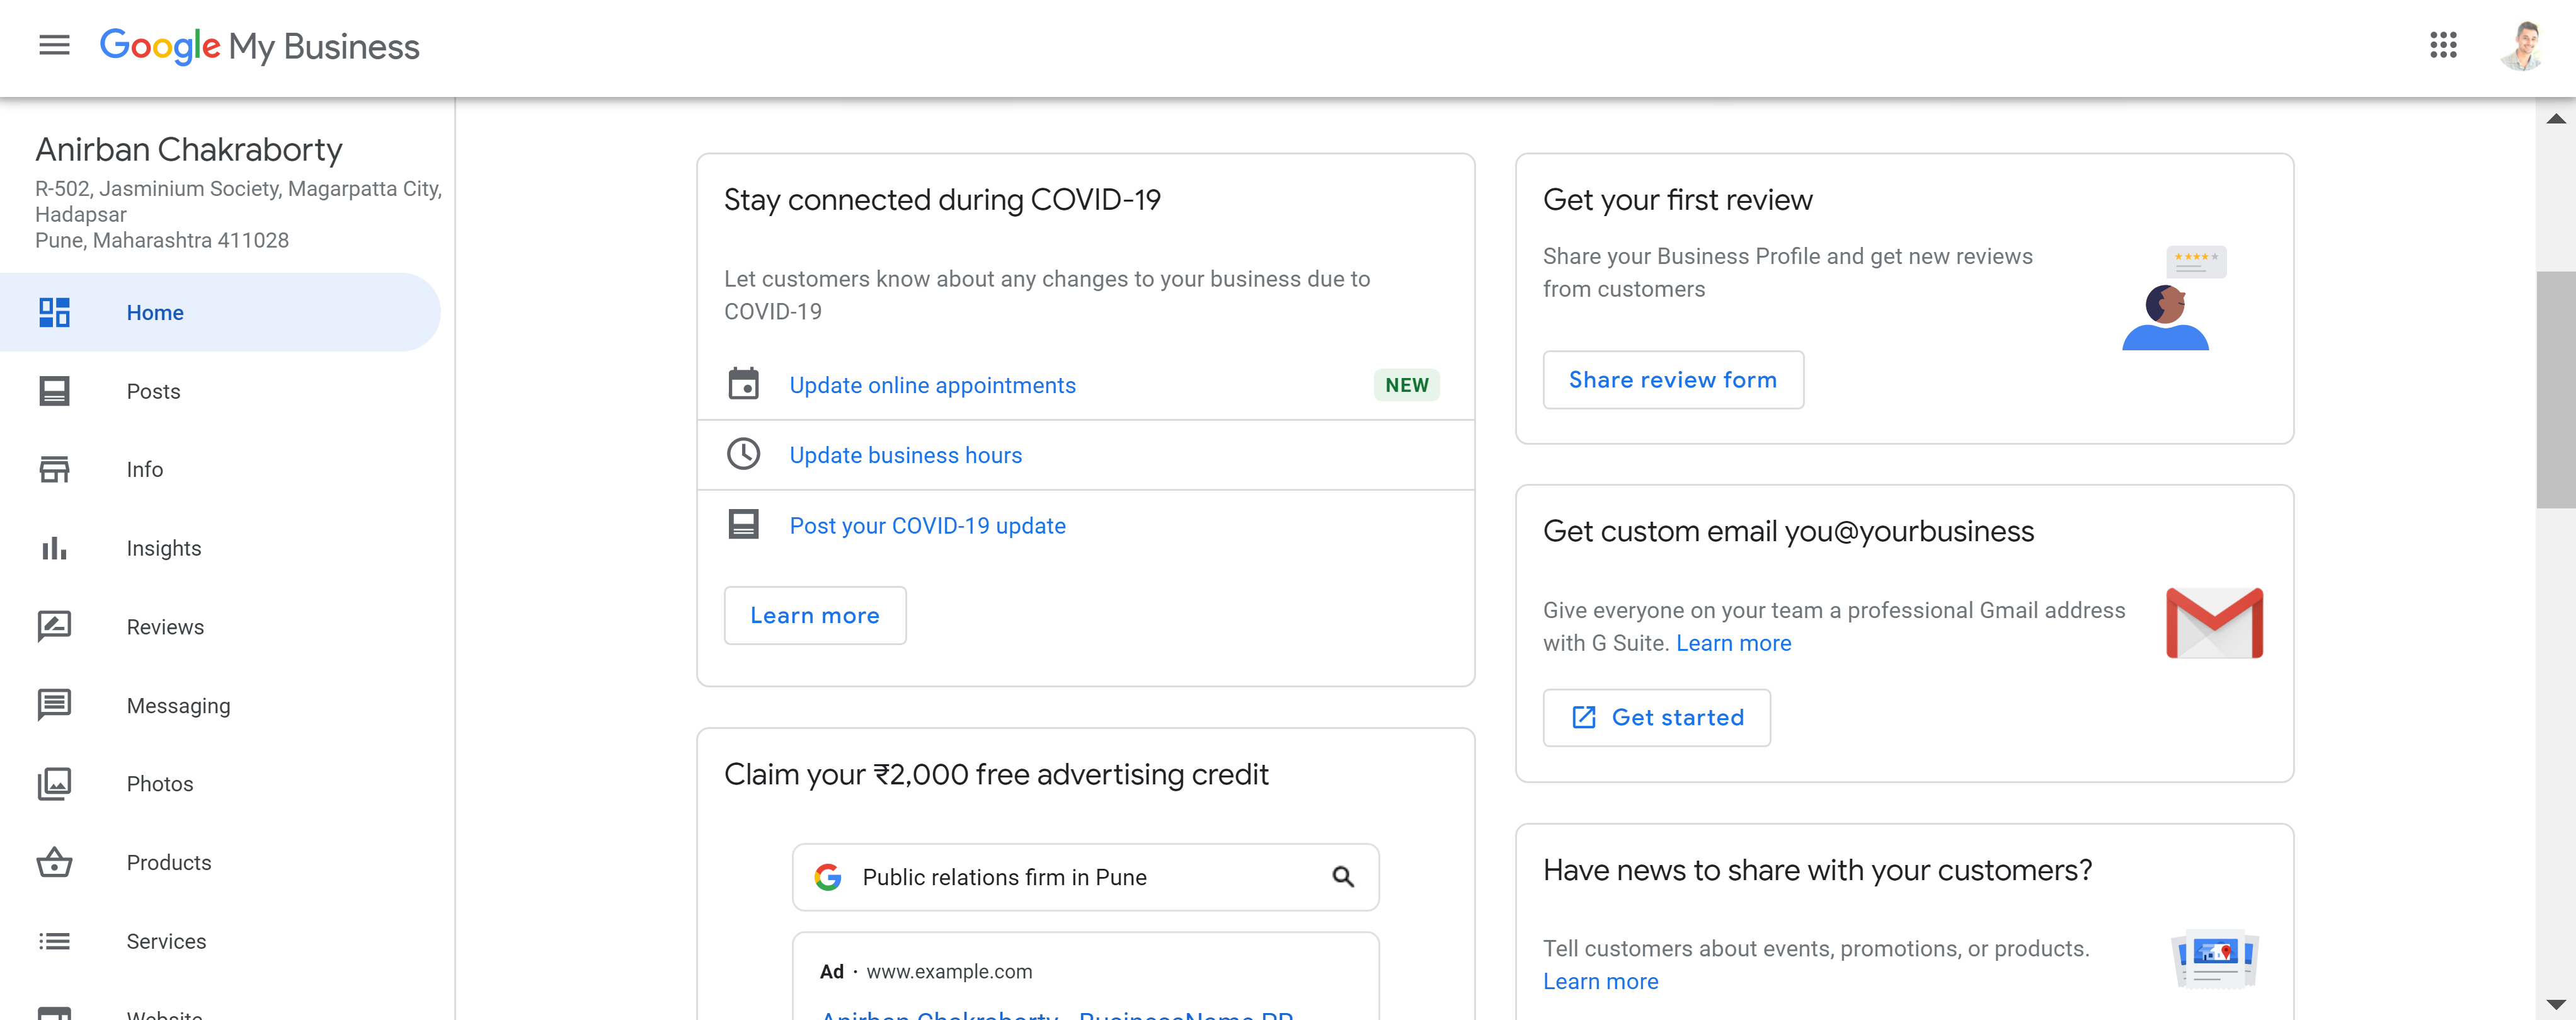 Google My Business
Anirban Chakraborty
R-502, Jasminium Society, Magarpatta City,
Hadapsar
Pune, Maharashtra 411028
Home
Posts
Info
Insights
Reviews
Messaging
Photos
Products
Services
Website
Stay connected during COVID-19
Let customers know about any changes to your business due to
COVID-19
Update online appointments
NEW
Update business hours
Post your COVID-19 update
Learn more
Claim your ₹2,000 free advertising credit
Public relations firm in Pune
Ad · www.example.com
Anirban Chakraborty - BusinessName PR
Get your first review
Share your Business Profile and get new reviews
from customers
Share review form
Get custom email you@yourbusiness
Give everyone on your team a professional Gmail address
with G Suite. Learn more
Get started
Have news to share with your customers?
Tell customers about events, promotions, or products.
Learn more